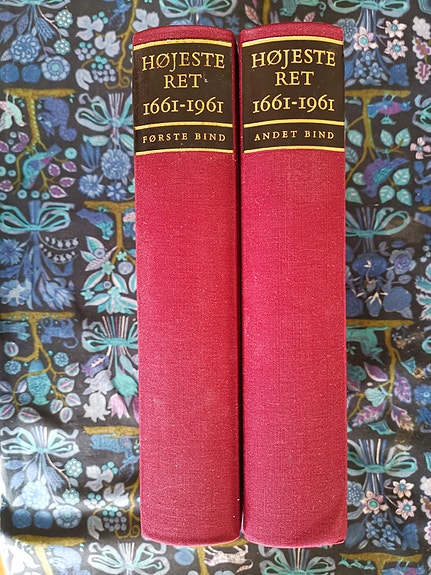 HØJESTE
RET
1661-1961
FØRSTE BIND
HØJESTE
RET
1661-1961
ANDET BIND